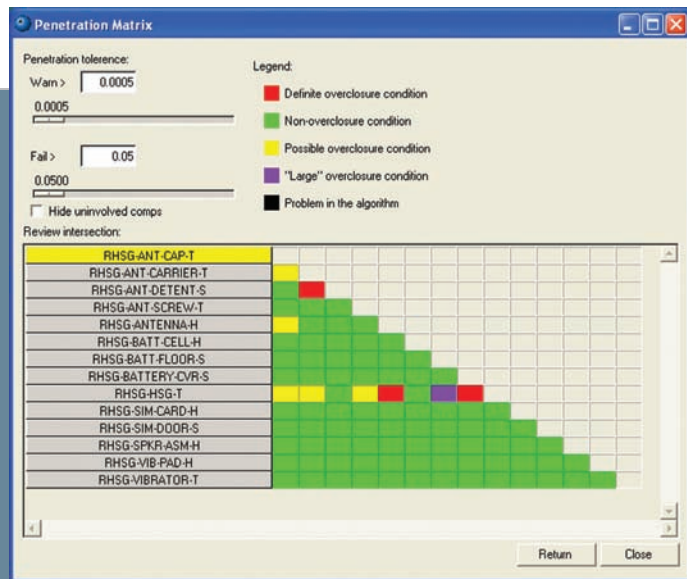 Penetration Matrix
Penetration tolerence:
Warn > 0.0005
0.0005
Fail > 0.05
0.0500
Hide uninvolved comps
Legend:
Definite overclosure condition
Non-overclosure condition
Possible overclosure condition
"Large" overclosure condition
Problem in the algorithm
Review intersection:
RHSG-ANT-CAP-T
RHSG-ANT-CARRIER-T
RHSG-ANT-DETENT-S
RHSG-ANT-SCREW-T
RHSG-ANTENNA-H
RHSG-BATT-CELL-H
RHSG-BATT-FLOOR-S
RHSG-BATTERY-CVR-S
RHSG-HSG-T
RHSG-SIM-CARD-H
RHSG-SIM-DOOR-S
RHSG-SPKR-ASM-H
RHSG-VIB-PAD-H
RHSG-VIBRATOR-T
Return Close